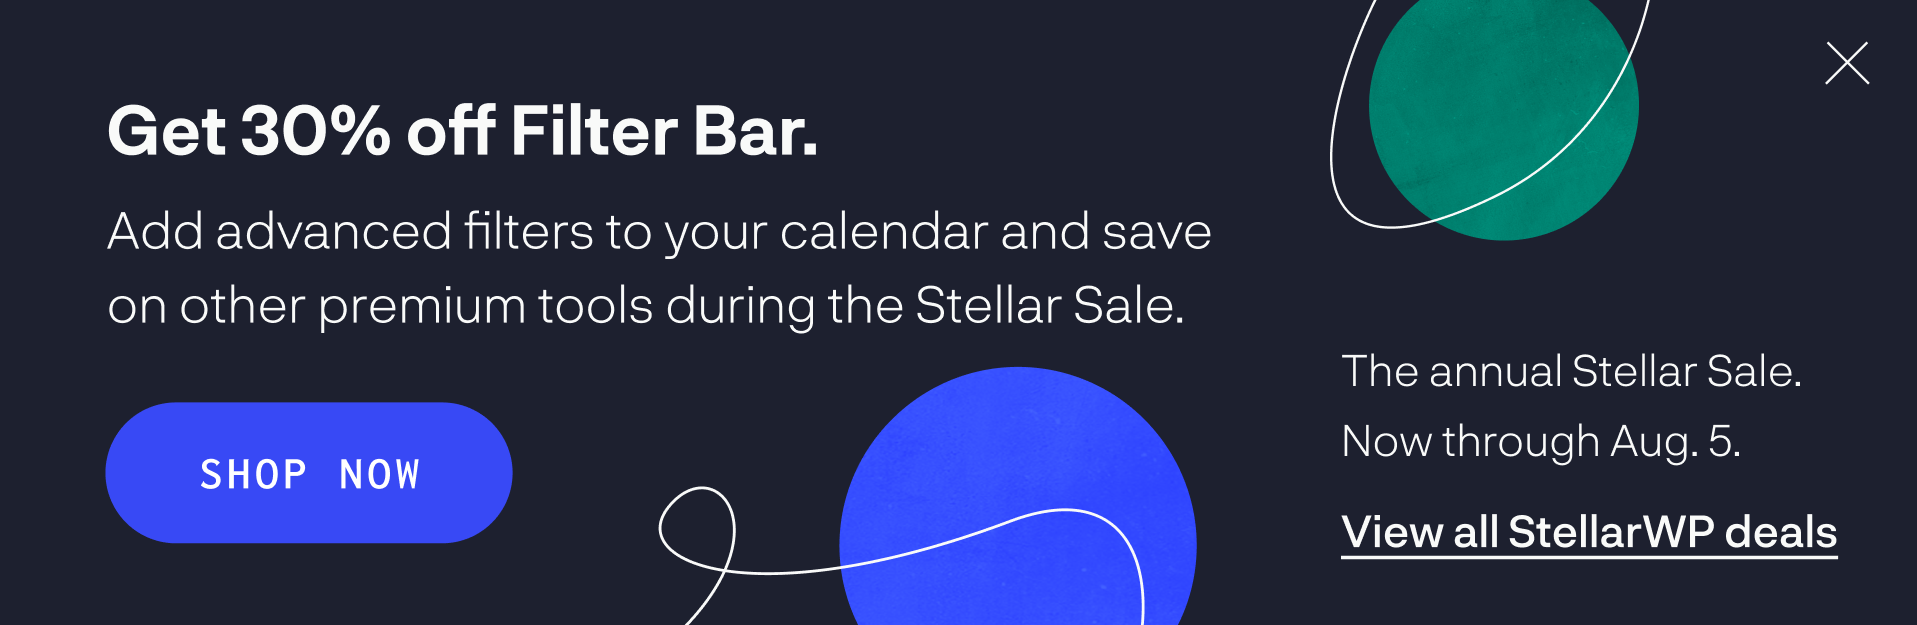 Get 30% off Filter Bar.
Add advanced filters to your calendar and save
on other premium tools during the Stellar Sale.
SHOP NOW
The annual Stellar Sale.
Now through Aug. 5.
View all StellarWP deals